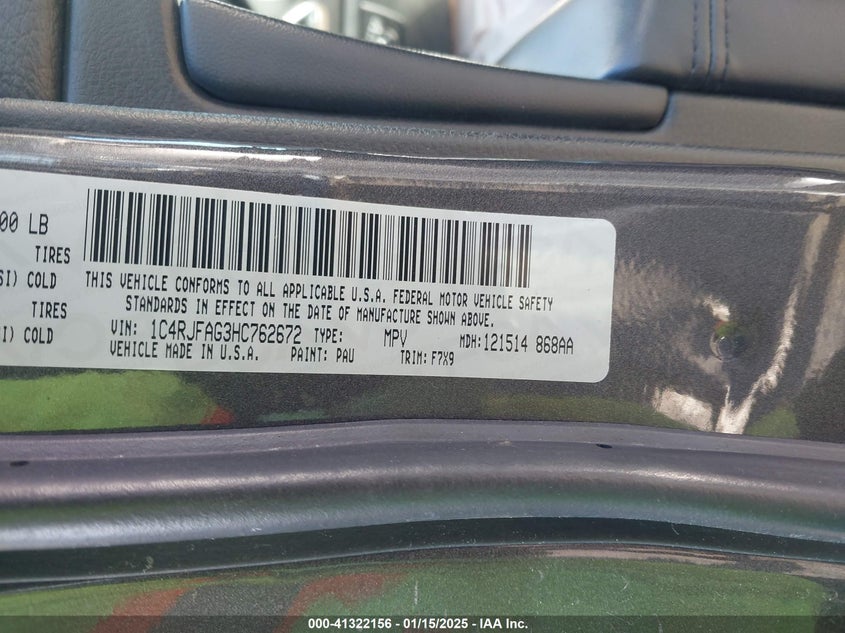 00 LB
TIRES
SI) COLD
TIRES
I) COLD
THIS VEHICLE CONFORMS TO ALL APPLICABLE U.S.A. FEDERAL MOTOR VEHICLE SAFETY
STANDARDS IN EFFECT ON THE DATE OF MANUFACTURE SHOWN ABOVE.
VIN: 1C4RJFAG3HC762672 TYPE: MPV MDH:121514 868AA
VEHICLE MADE IN U.S.A. PAINT: PAU TRIM: F7X9
000-41322156 - 01/15/2025 - IAA Inc.